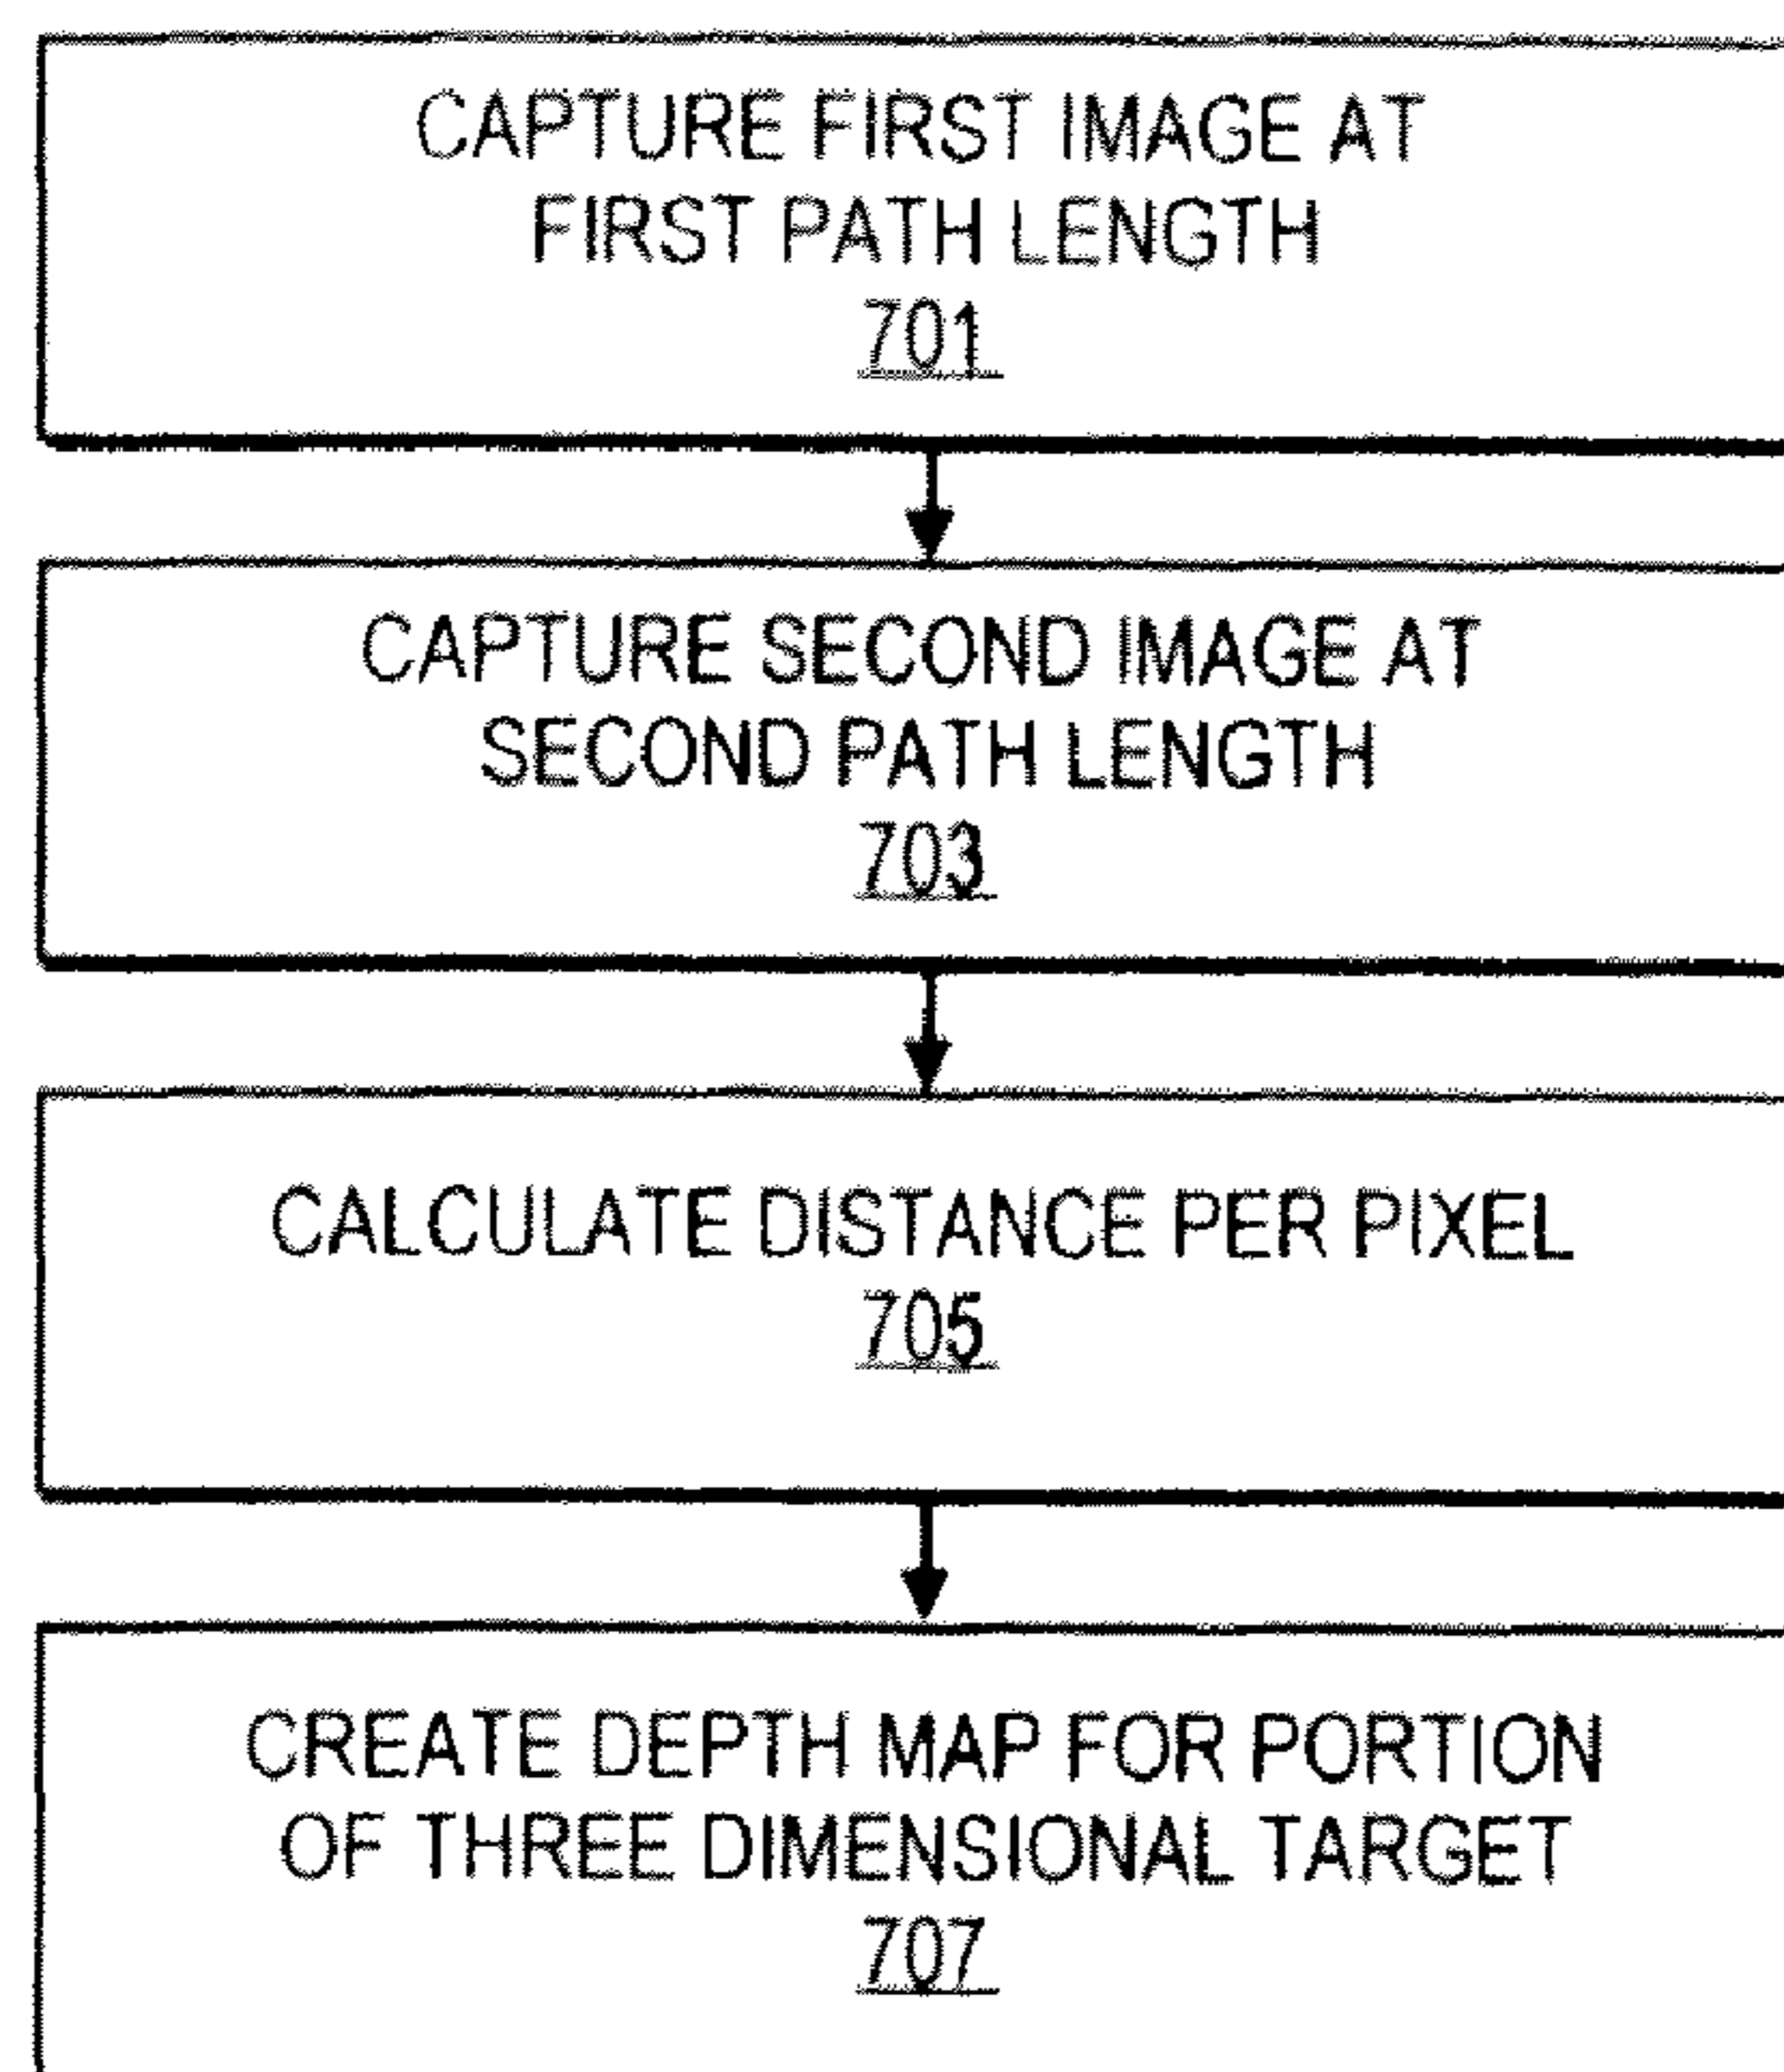 CAPTURE FIRST IMAGE AT
FIRST PATH LENGTH
701
CAPTURE SECOND IMAGE AT
SECOND PATH LENGTH
703
CALCULATE DISTANCE PER PIXEL
705
CREATE DEPTH MAP FOR PORTION
OF THREE DIMENSIONAL TARGET
707